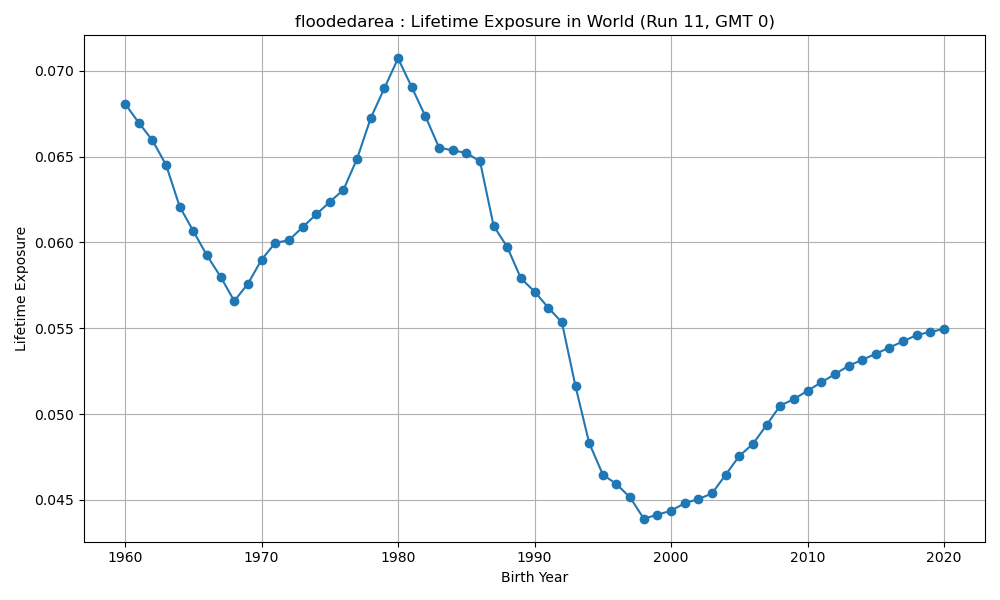 floodedarea : Lifetime Exposure in World (Run 11, GMT 0)
0.070
0.065
0.060
0.055
0.050
0.045
Lifetime Exposure
1960 1970 1980 1990 2000 2010 2020
Birth Year